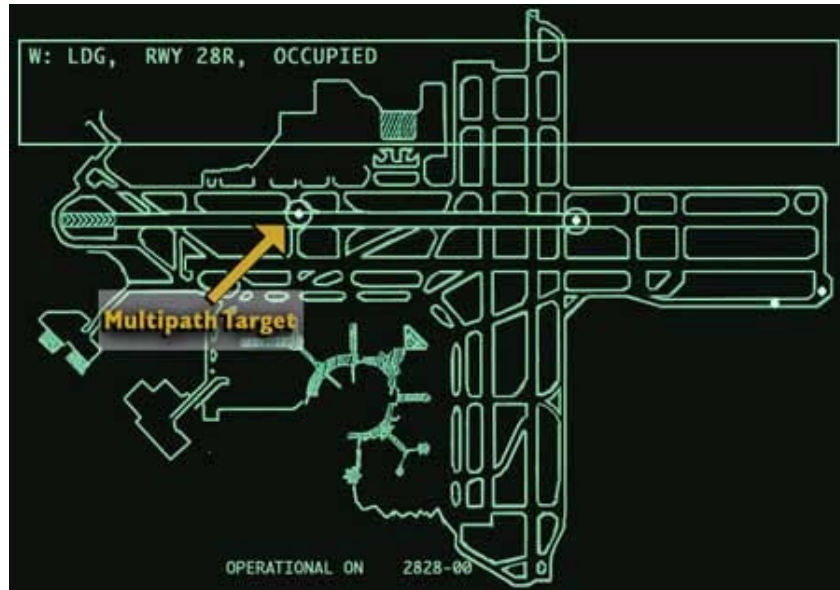 W: LDG, RWY 28R, OCCUPIED
Multipath Target
OPERATIONAL ON 2828-00